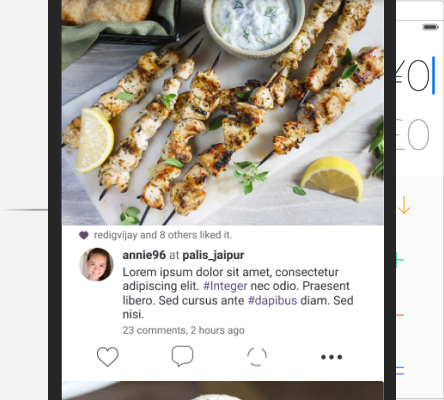 redigvijay and 8 others liked it.
annie96 at palis_jaipur
Lorem ipsum dolor sit amet, consectetur
adipiscing elit. #Integer nec odio. Praesent
libero. Sed cursus ante #dapibus diam. Sed
nisi.
23 comments, 2 hours ago
¥0
£0